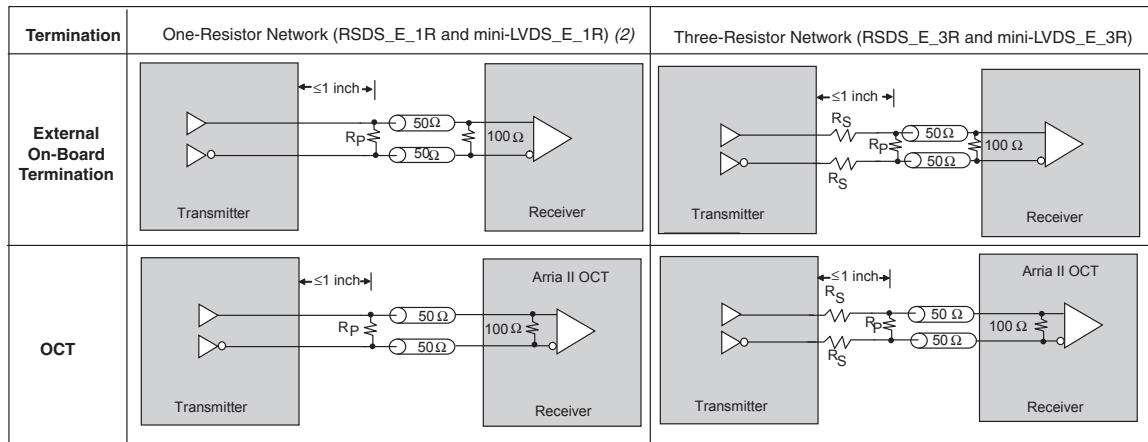 Termination
One-Resistor Network (RSDS_E_1R and mini-LVDS_E_1R) (2)
Three-Resistor Network (RSDS_E_3R and mini-LVDS_E_3R)
External
On-Board
Termination
≤1 inch
RP
50Ω
50Ω
100 Ω
Transmitter
Receiver
≤1 inch
RS
RS
RP
50 Ω
50 Ω
100 Ω
Transmitter
Receiver
OCT
≤1 inch
RP
50 Ω
50 Ω
Arria II OCT
100 Ω
Transmitter
Receiver
≤1 inch
RS
RS
RP
50 Ω
50 Ω
Arria II OCT
100 Ω
Transmitter
Receiver